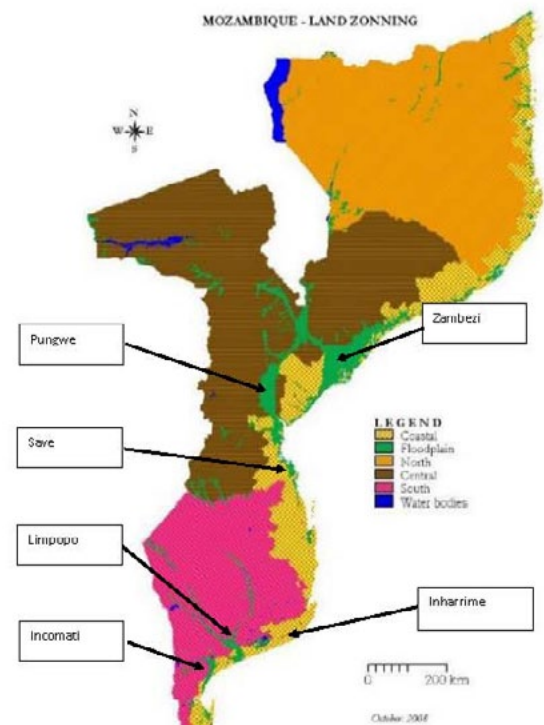 MOZAMBIQUE - LAND ZONNING
N
W E
S
Pungwe
Zambezi
Save
LEGEND
Coastal
Floodplain
North
Central
South
Water bodies
Limpopo
Inharrime
Incomati
0 200 km
October, 2008